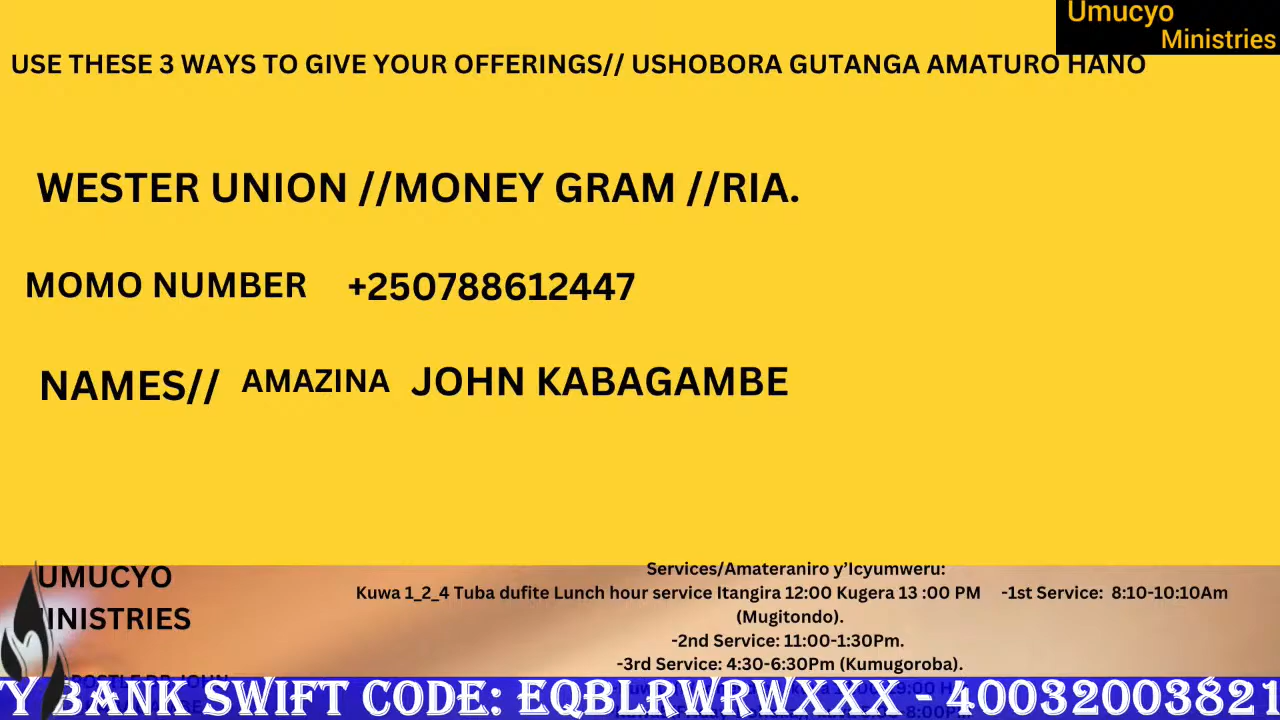 Umucyo
Ministries
USE THESE 3 WAYS TO GIVE YOUR OFFERINGS// USHOBORA GUTANGA AMATURO HANO
WESTER UNION //MONEY GRAM //RIA.
MOMO NUMBER +250788612447
NAMES// AMAZINA JOHN KABAGAMBE
UMUCYO
INISTRIES
Services/Amateraniro y’Icyumweru:
Kuwa 1_2_4 Tuba dufite Lunch hour service Itangira 12:00 Kugera 13 :00 PM -1st Service: 8:10-10:10Am
(Mugitondo).
-2nd Service: 11:00-1:30Pm.
-3rd Service: 4:30-6:30Pm (Kumugoroba).
Y BANK SWIFT CODE: EQBLRWRWXXX -40032003821